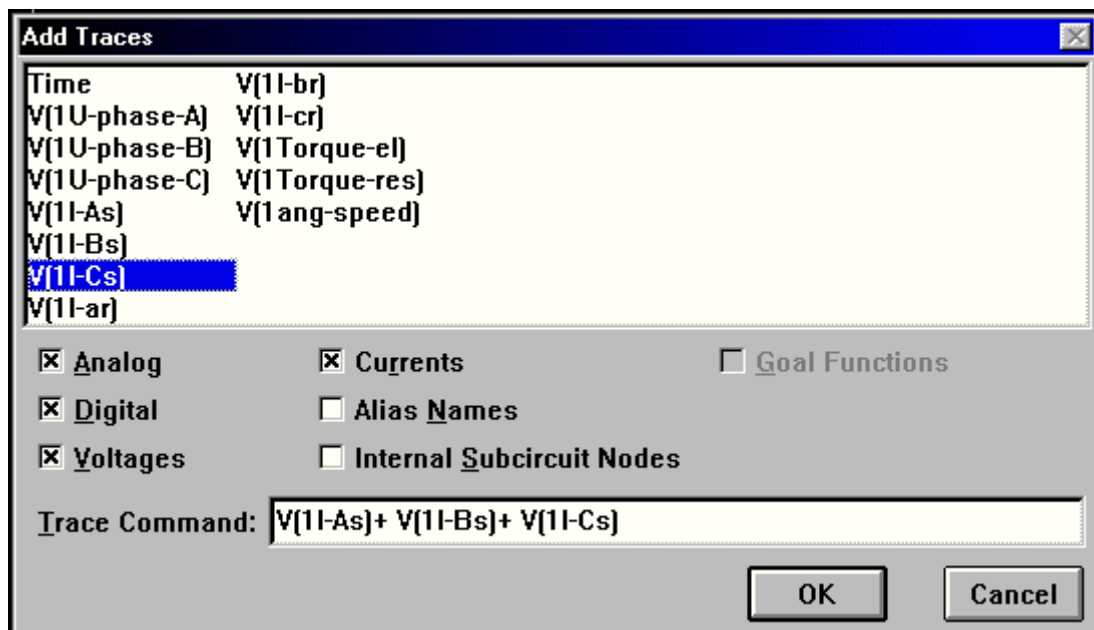 Add Traces
Time V(1I-br)
V(1U-phase-A) V(1I-cr)
V(1U-phase-B) V(1Torque-el)
V(1U-phase-C) V(1Torque-res)
V(1I-As) V(1ang-speed)
V(1I-Bs)
V(1I-Cs)
V(1I-ar)
Analog Currents Goal Functions
Digital Alias Names
Voltages Internal Subcircuit Nodes
Trace Command: V(1I-As)+ V(1I-Bs)+ V(1I-Cs)
OK Cancel